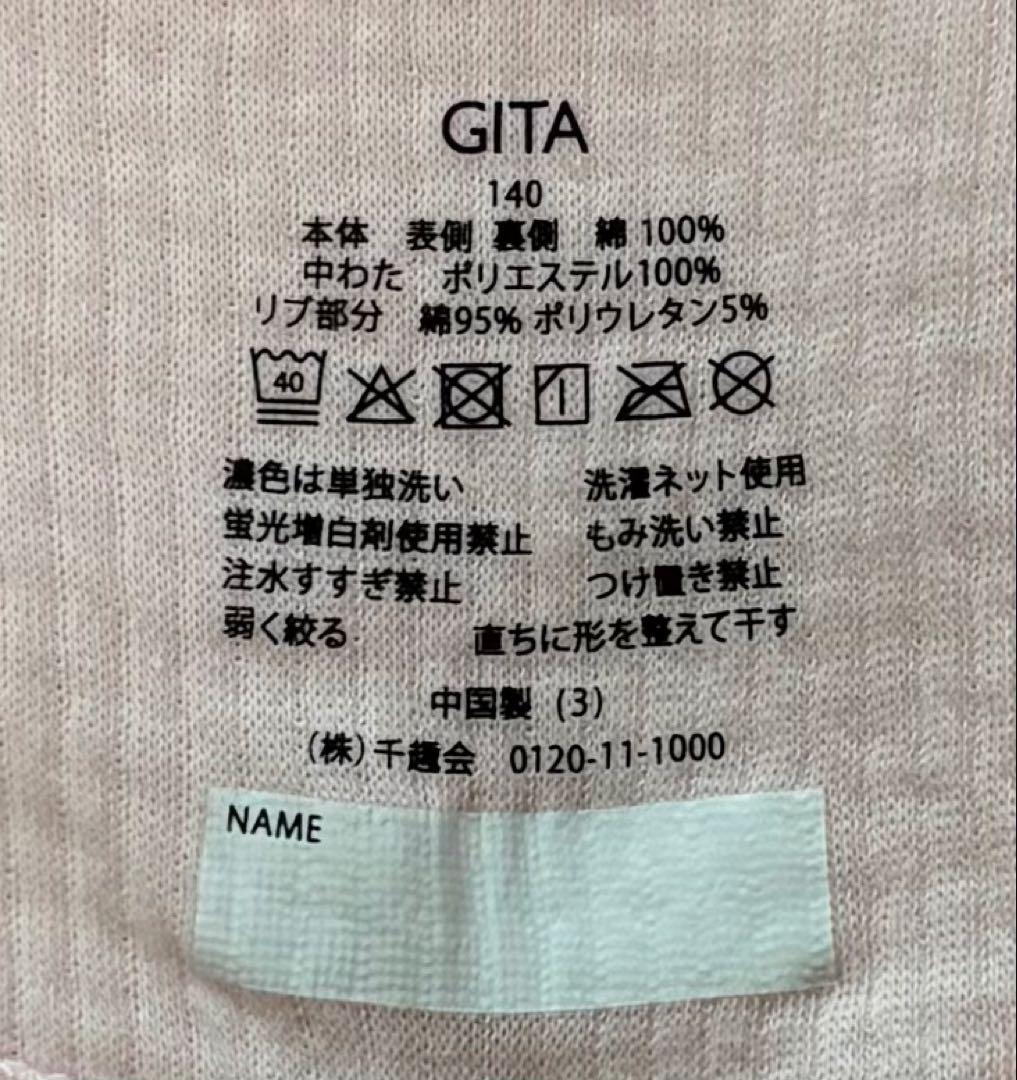 GITA
140
本体 表側 裏側 綿 100%
中わた ポリエステル100%
リブ部分 綿95% ポリウレタン5%
40
濃色は単独洗い 洗濯ネット使用
蛍光増白剤使用禁止 もみ洗い禁止
注水すすぎ禁止 つけ置き禁止
弱く絞る 直ちに形を整えて干す
中国製 (3)
(株)千趣会 0120-11-1000
NAME